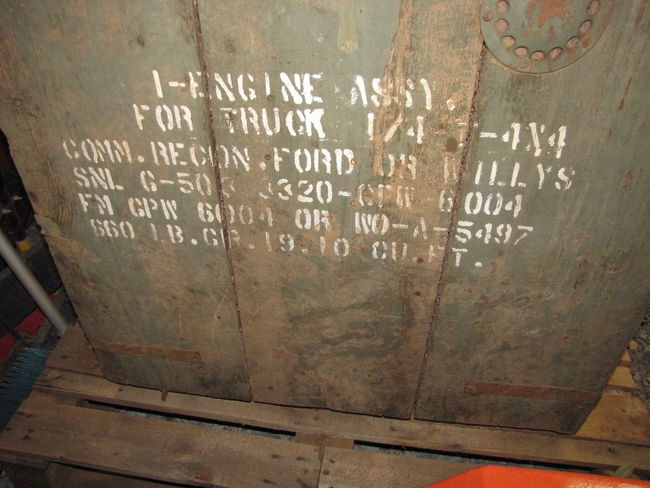 1-ENGINE ASSY.
FOR TRUCK 1/4 T-4X4
COMM.RECON.FORD OR WILLYS
SNL G-503 8320-GPW 6004
FM GPW 6004 OR WO-A-5497
660 LB.GR.19.10 CU.FT.